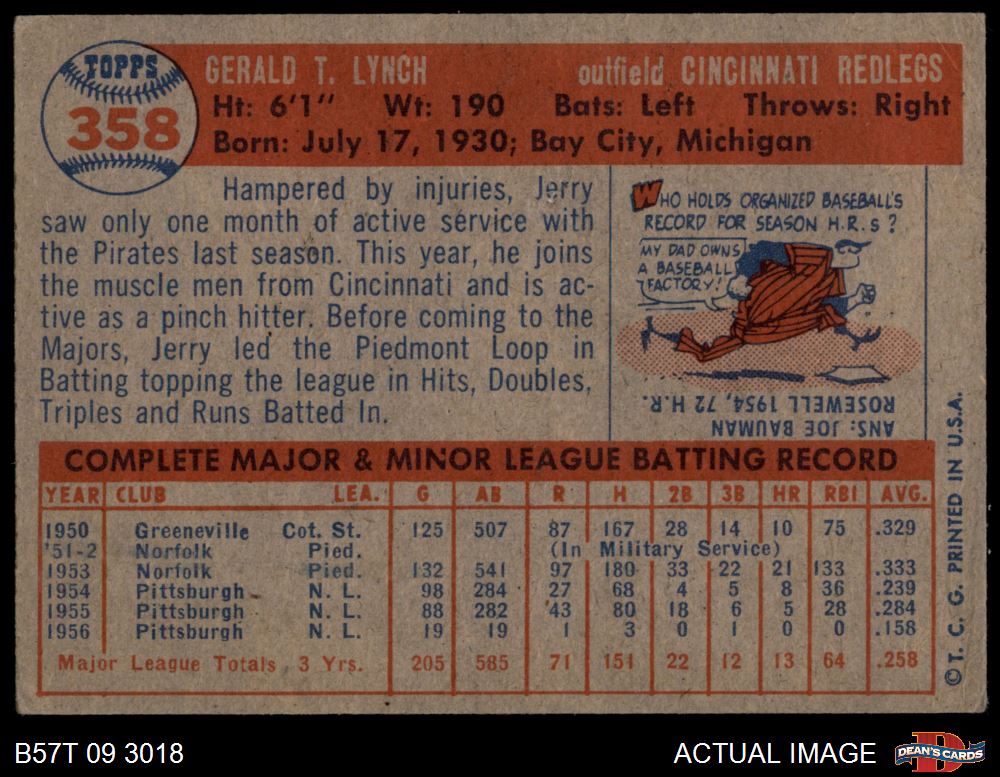 TOPPS
358
GERALD T. LYNCH outfield CINCINNATI REDLEGS
Ht: 6'1" Wt: 190 Bats: Left Throws: Right
Born: July 17, 1930; Bay City, Michigan
Hampered by injuries, Jerry
saw only one month of active service with
the Pirates last season. This year, he joins
the muscle men from Cincinnati and is ac-
tive as a pinch hitter. Before coming to the
Majors, Jerry led the Piedmont Loop in
Batting topping the league in Hits, Doubles,
Triples and Runs Batted In.
WHO HOLDS ORGANIZED BASEBALL'S
RECORD FOR SEASON H.R.s?
MY DAD OWNS
A BASEBALL
FACTORY!
ANS: JOE BAUMAN
ROSEWELL 1954, 72 H.R.
COMPLETE MAJOR & MINOR LEAGUE BATTING RECORD
YEAR CLUB LEA. G AB R H 2B 3B HR RBI AVG.
1950 Greeneville Cot. St. 125 507 87 167 28 14 10 75 .329
'51-2 Norfolk Pied. (In Military Service)
1953 Norfolk Pied. 132 541 97 180 33 22 21 133 .333
1954 Pittsburgh N. L. 98 284 27 68 4 5 8 36 .239
1955 Pittsburgh N. L. 88 282 43 80 18 6 5 28 .284
1956 Pittsburgh N. L. 19 19 1 3 0 1 0 0 .158
Major League Totals 3 Yrs. 205 585 71 151 22 12 13 64 .258
©T. C. G. PRINTED IN U.S.A.
B57T 09 3018
ACTUAL IMAGE
D
DEAN'S CARDS